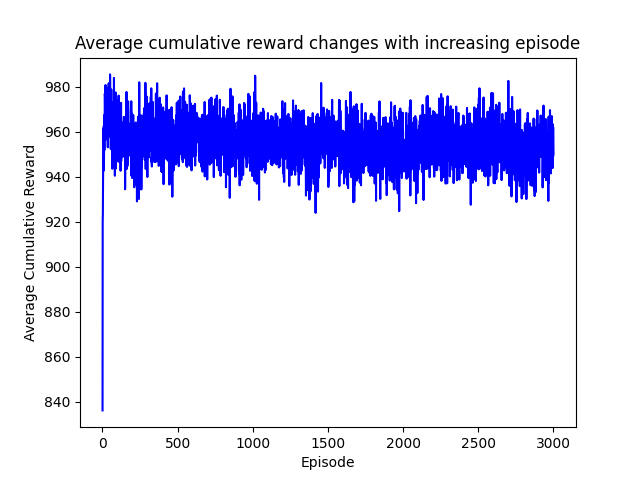 Average cumulative reward changes with increasing episode
980
960
940
920
900
880
860
840
Average Cumulative Reward
0 500 1000 1500 2000 2500 3000
Episode